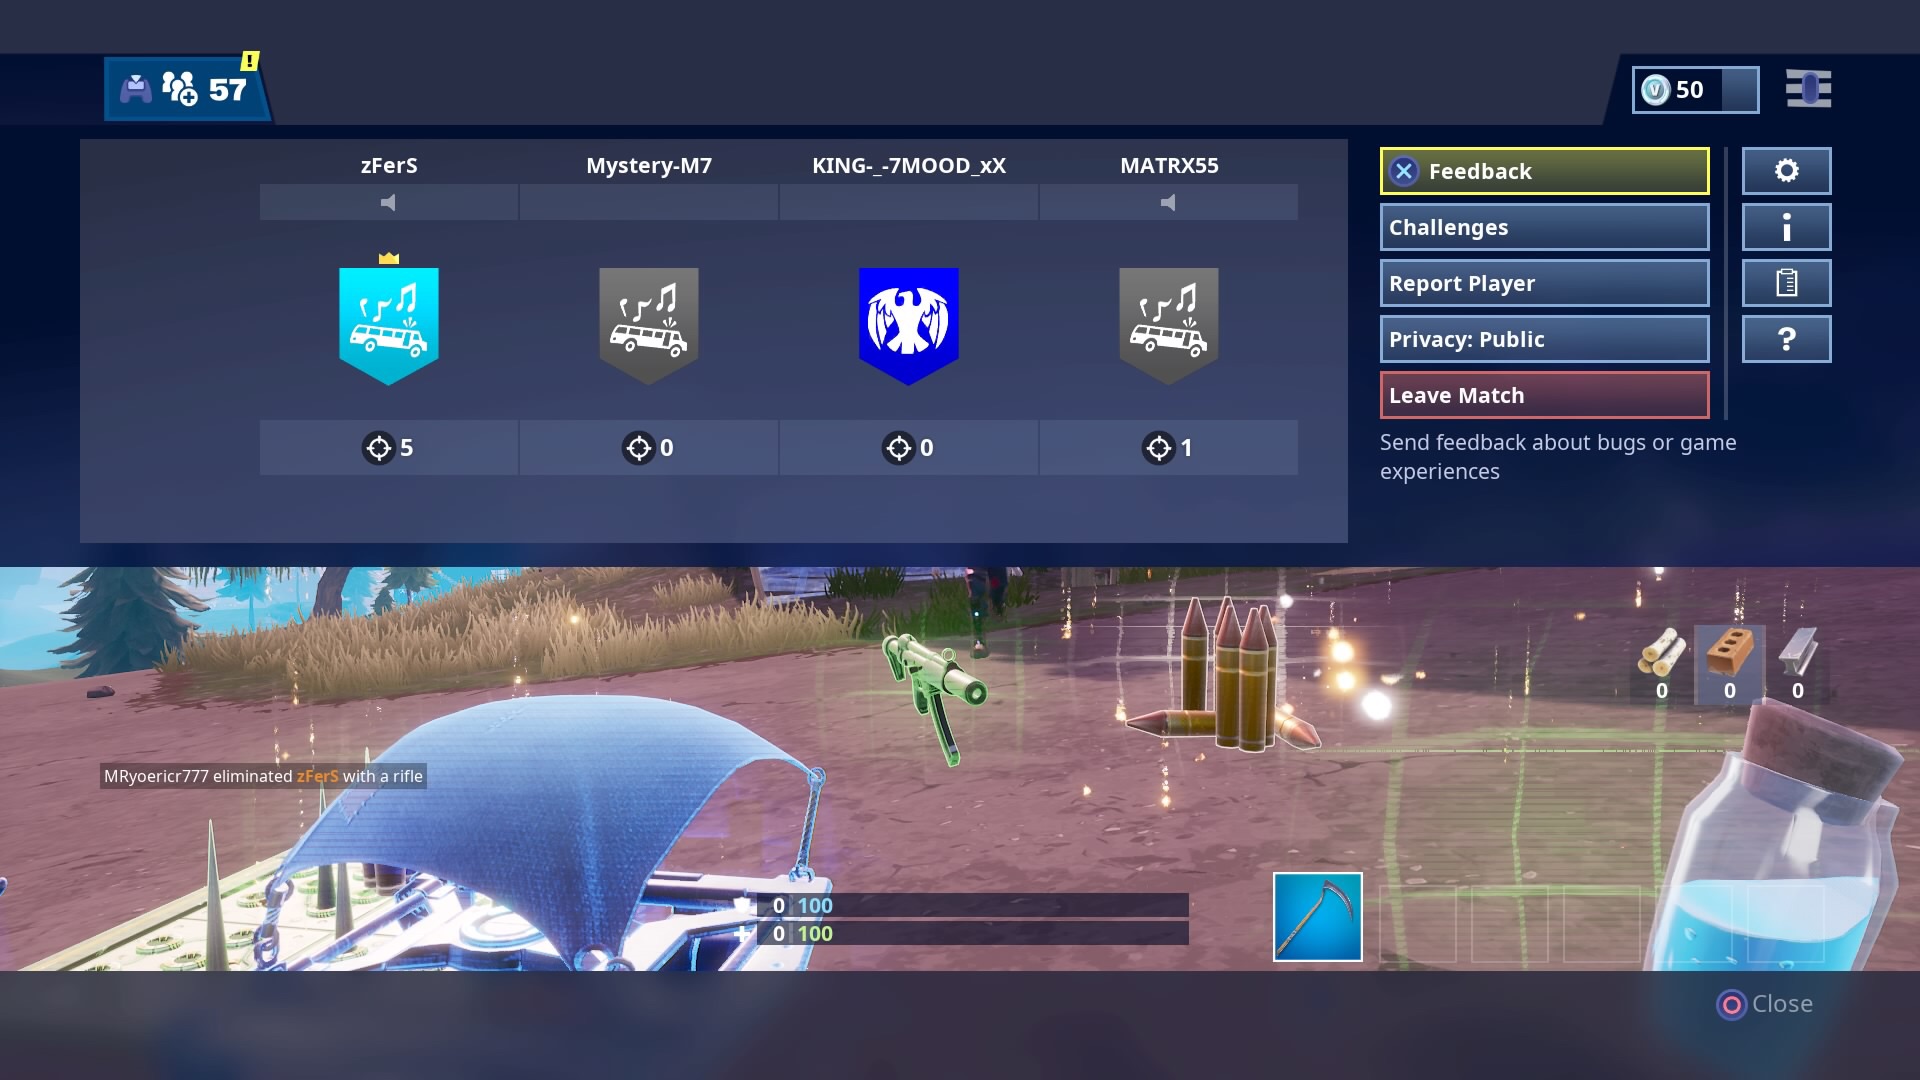 57
!
50
zFerS
Mystery-M7
KING-_-7MOOD_xX
MATRX55
5
0
0
1
Feedback
Challenges
Report Player
Privacy: Public
Leave Match
i
?
Send feedback about bugs or game
experiences
0
0
0
MRyoericr777 eliminated zFerS with a rifle
0 100
0 100
Close